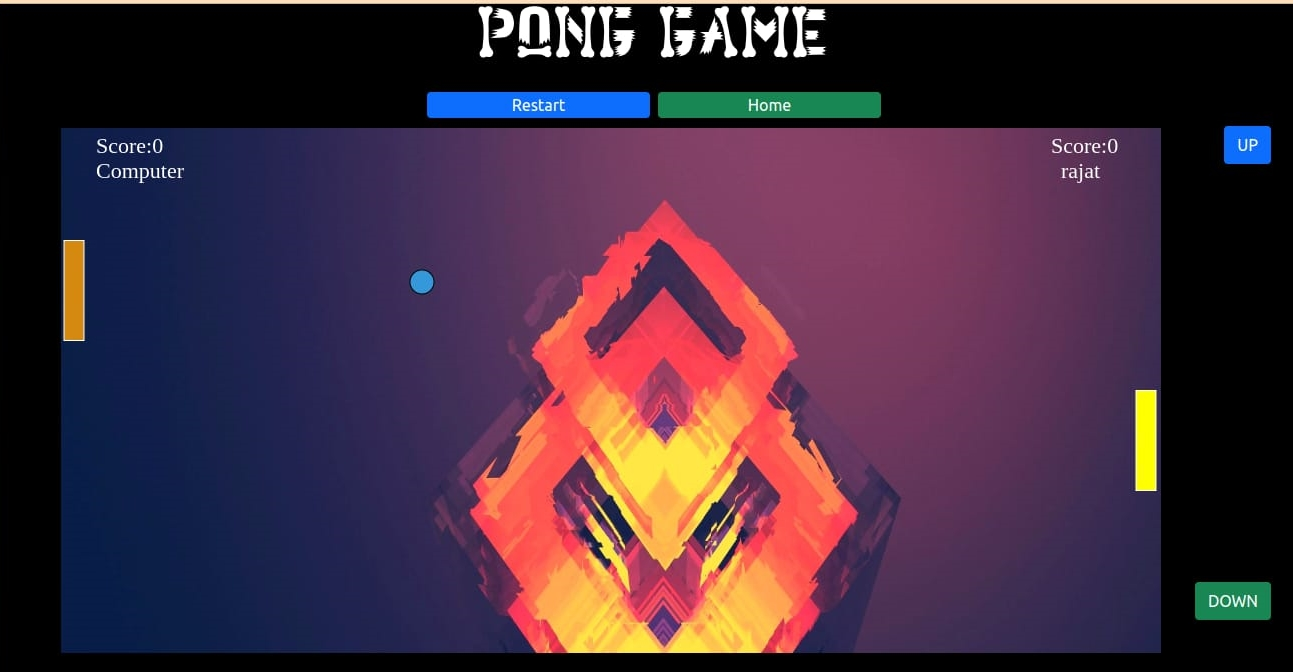 PONG GAME
Restart
Home
Score:0
Computer
Score:0
rajat
UP
DOWN